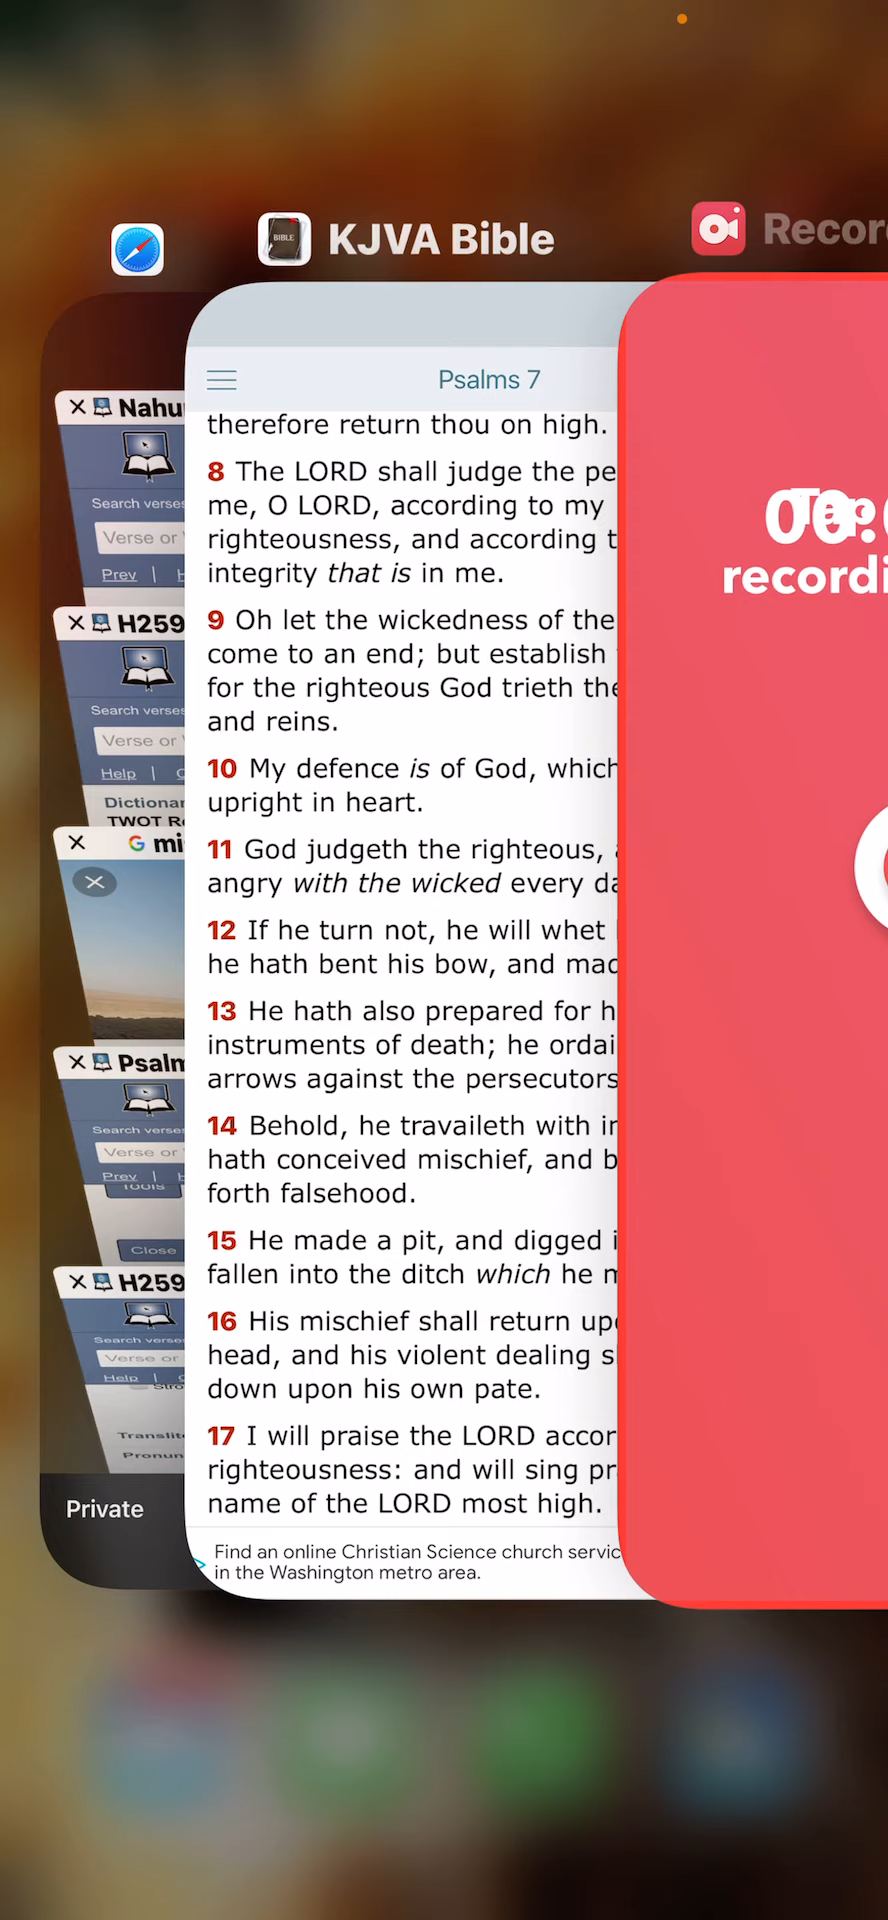 KJVA Bible
Recor
Psalms 7
therefore return thou on high.
8 The LORD shall judge the pe
me, O LORD, according to my
righteousness, and according t
integrity that is in me.
9 Oh let the wickedness of the
come to an end; but establish
for the righteous God trieth the
and reins.
10 My defence is of God, which
upright in heart.
11 God judgeth the righteous,
angry with the wicked every da
12 If he turn not, he will whet
he hath bent his bow, and mad
13 He hath also prepared for h
instruments of death; he ordai
arrows against the persecutors
14 Behold, he travaileth with in
hath conceived mischief, and b
forth falsehood.
15 He made a pit, and digged i
fallen into the ditch which he m
16 His mischief shall return upo
head, and his violent dealing s
down upon his own pate.
17 I will praise the LORD accor
righteousness: and will sing pr
name of the LORD most high.
Find an online Christian Science church servic
in the Washington metro area.
Nahu
Search verses
Verse or
Prev | H
H259
Search verses
Verse or
Help |
Dictionar
TWOT Re
mi
Psalm
Search verse
Verse or
Prev |
Tools
Close
H259
Search verse
Verse or
Help |
Stro
Translit
Pronun
Private
BIBLE
Tap
00:
recordi